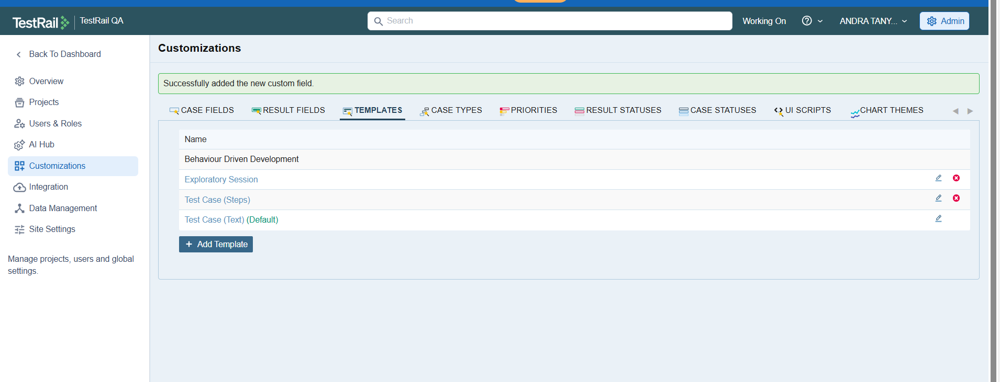 TestRail
TestRail QA
Search
Working On
ANDRA TANY...
Admin
Back To Dashboard
Overview
Projects
Users & Roles
AI Hub
Customizations
Integration
Data Management
Site Settings
Manage projects, users and global
settings.
Customizations
Successfully added the new custom field.
CASE FIELDS
RESULT FIELDS
TEMPLATES
CASE TYPES
PRIORITIES
RESULT STATUSES
CASE STATUSES
UI SCRIPTS
CHART THEMES
Name
Behaviour Driven Development
Exploratory Session
Test Case (Steps)
Test Case (Text) (Default)
+ Add Template